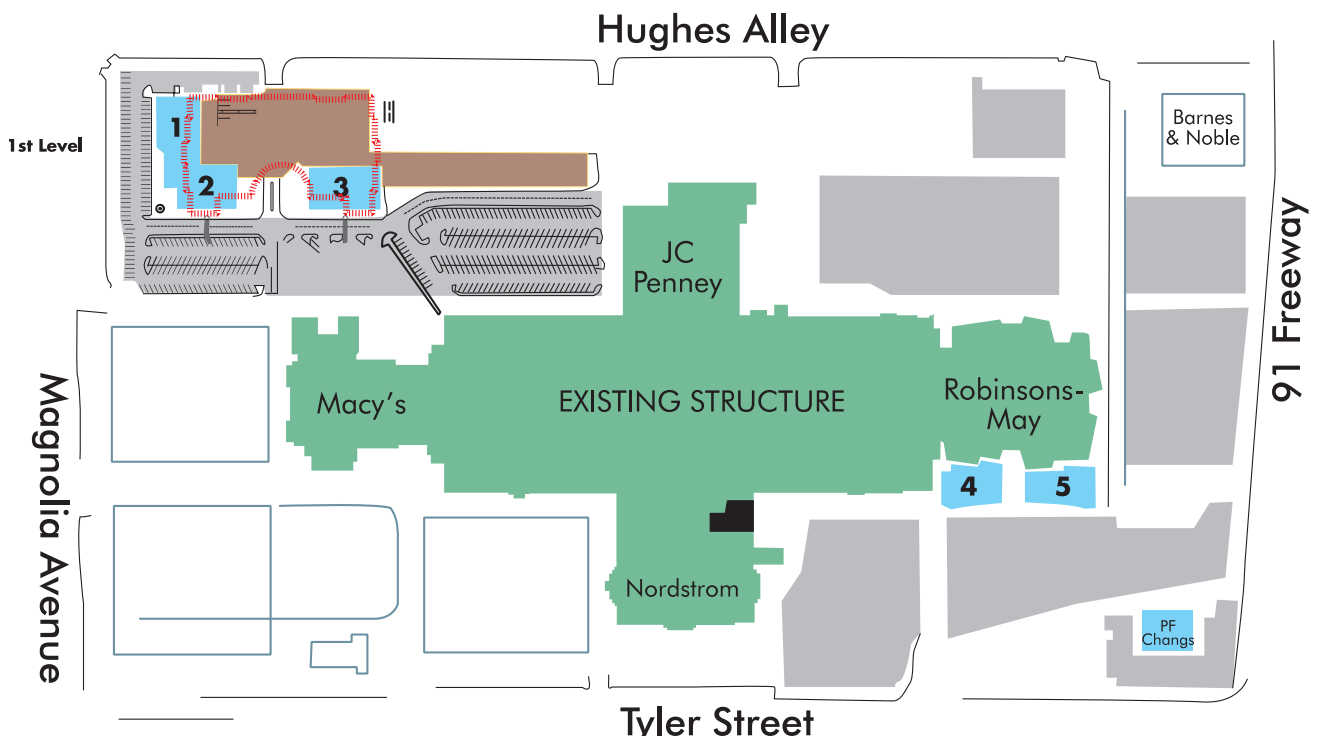 Hughes Alley
1st Level
1
2
3
Barnes
& Noble
JC
Penney
91 Freeway
Magnolia Avenue
Macy's
EXISTING STRUCTURE
Robinsons-
May
4
5
Nordstrom
PF
Changs
Tyler Street